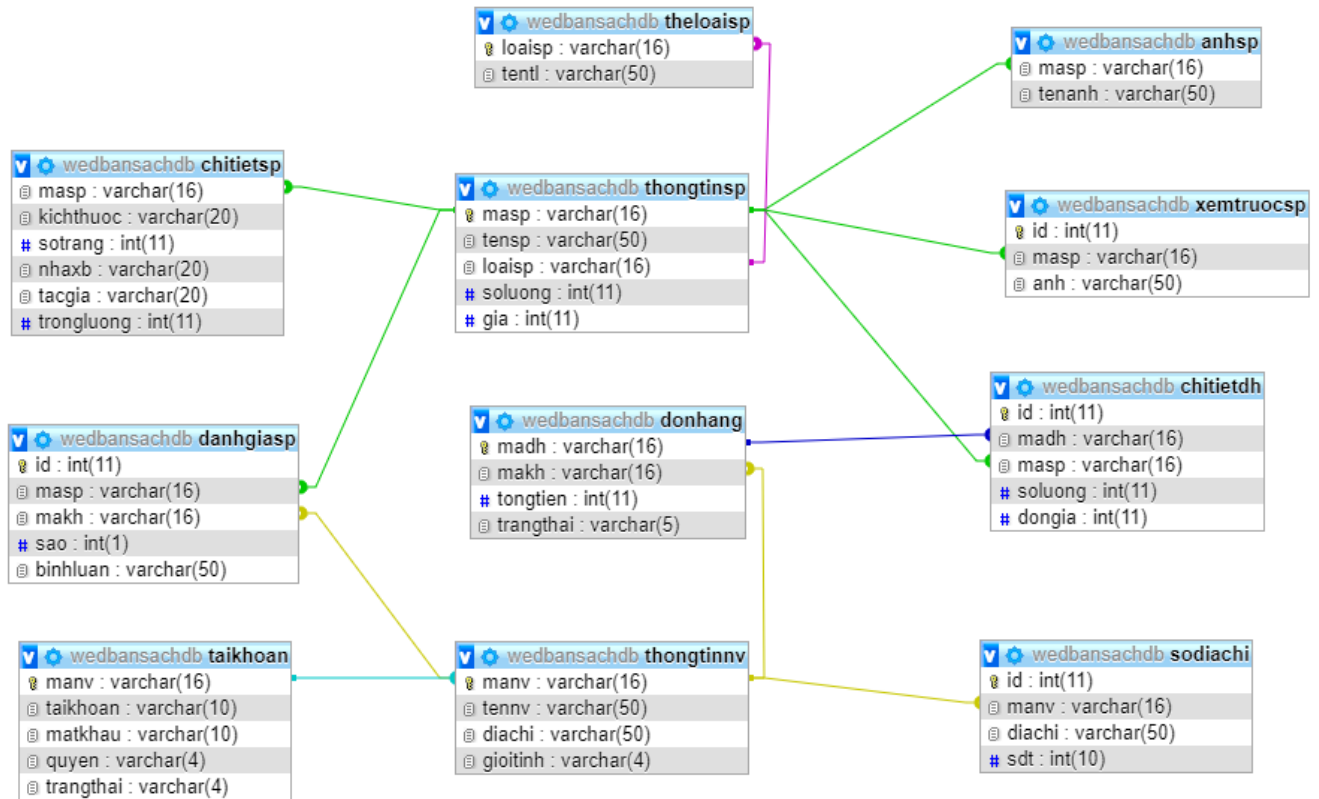 wedbansachdb theloaisp
loaisp : varchar(16)
tentl : varchar(50)
wedbansachdb anhsp
masp : varchar(16)
tenanh : varchar(50)
wedbansachdb chitietsp
masp : varchar(16)
kichthuoc : varchar(20)
sotrang : int(11)
nhaxb : varchar(20)
tacgia : varchar(20)
trongluong : int(11)
wedbansachdb thongtinsp
masp : varchar(16)
tensp : varchar(50)
loaisp : varchar(16)
soluong : int(11)
gia : int(11)
wedbansachdb xemtruocsp
id : int(11)
masp : varchar(16)
anh : varchar(50)
wedbansachdb danhgiasp
id : int(11)
masp : varchar(16)
makh : varchar(16)
sao : int(1)
binhluan : varchar(50)
wedbansachdb donhang
madh : varchar(16)
makh : varchar(16)
tongtien : int(11)
trangthai : varchar(5)
wedbansachdb chitietdh
id : int(11)
madh : varchar(16)
masp : varchar(16)
soluong : int(11)
dongia : int(11)
wedbansachdb taikhoan
manv : varchar(16)
taikhoan : varchar(10)
matkhau : varchar(10)
quyen : varchar(4)
trangthai : varchar(4)
wedbansachdb thongtinnv
manv : varchar(16)
tennv : varchar(50)
diachi : varchar(50)
gioitinh : varchar(4)
wedbansachdb sodiachi
id : int(11)
manv : varchar(16)
diachi : varchar(50)
sdt : int(10)